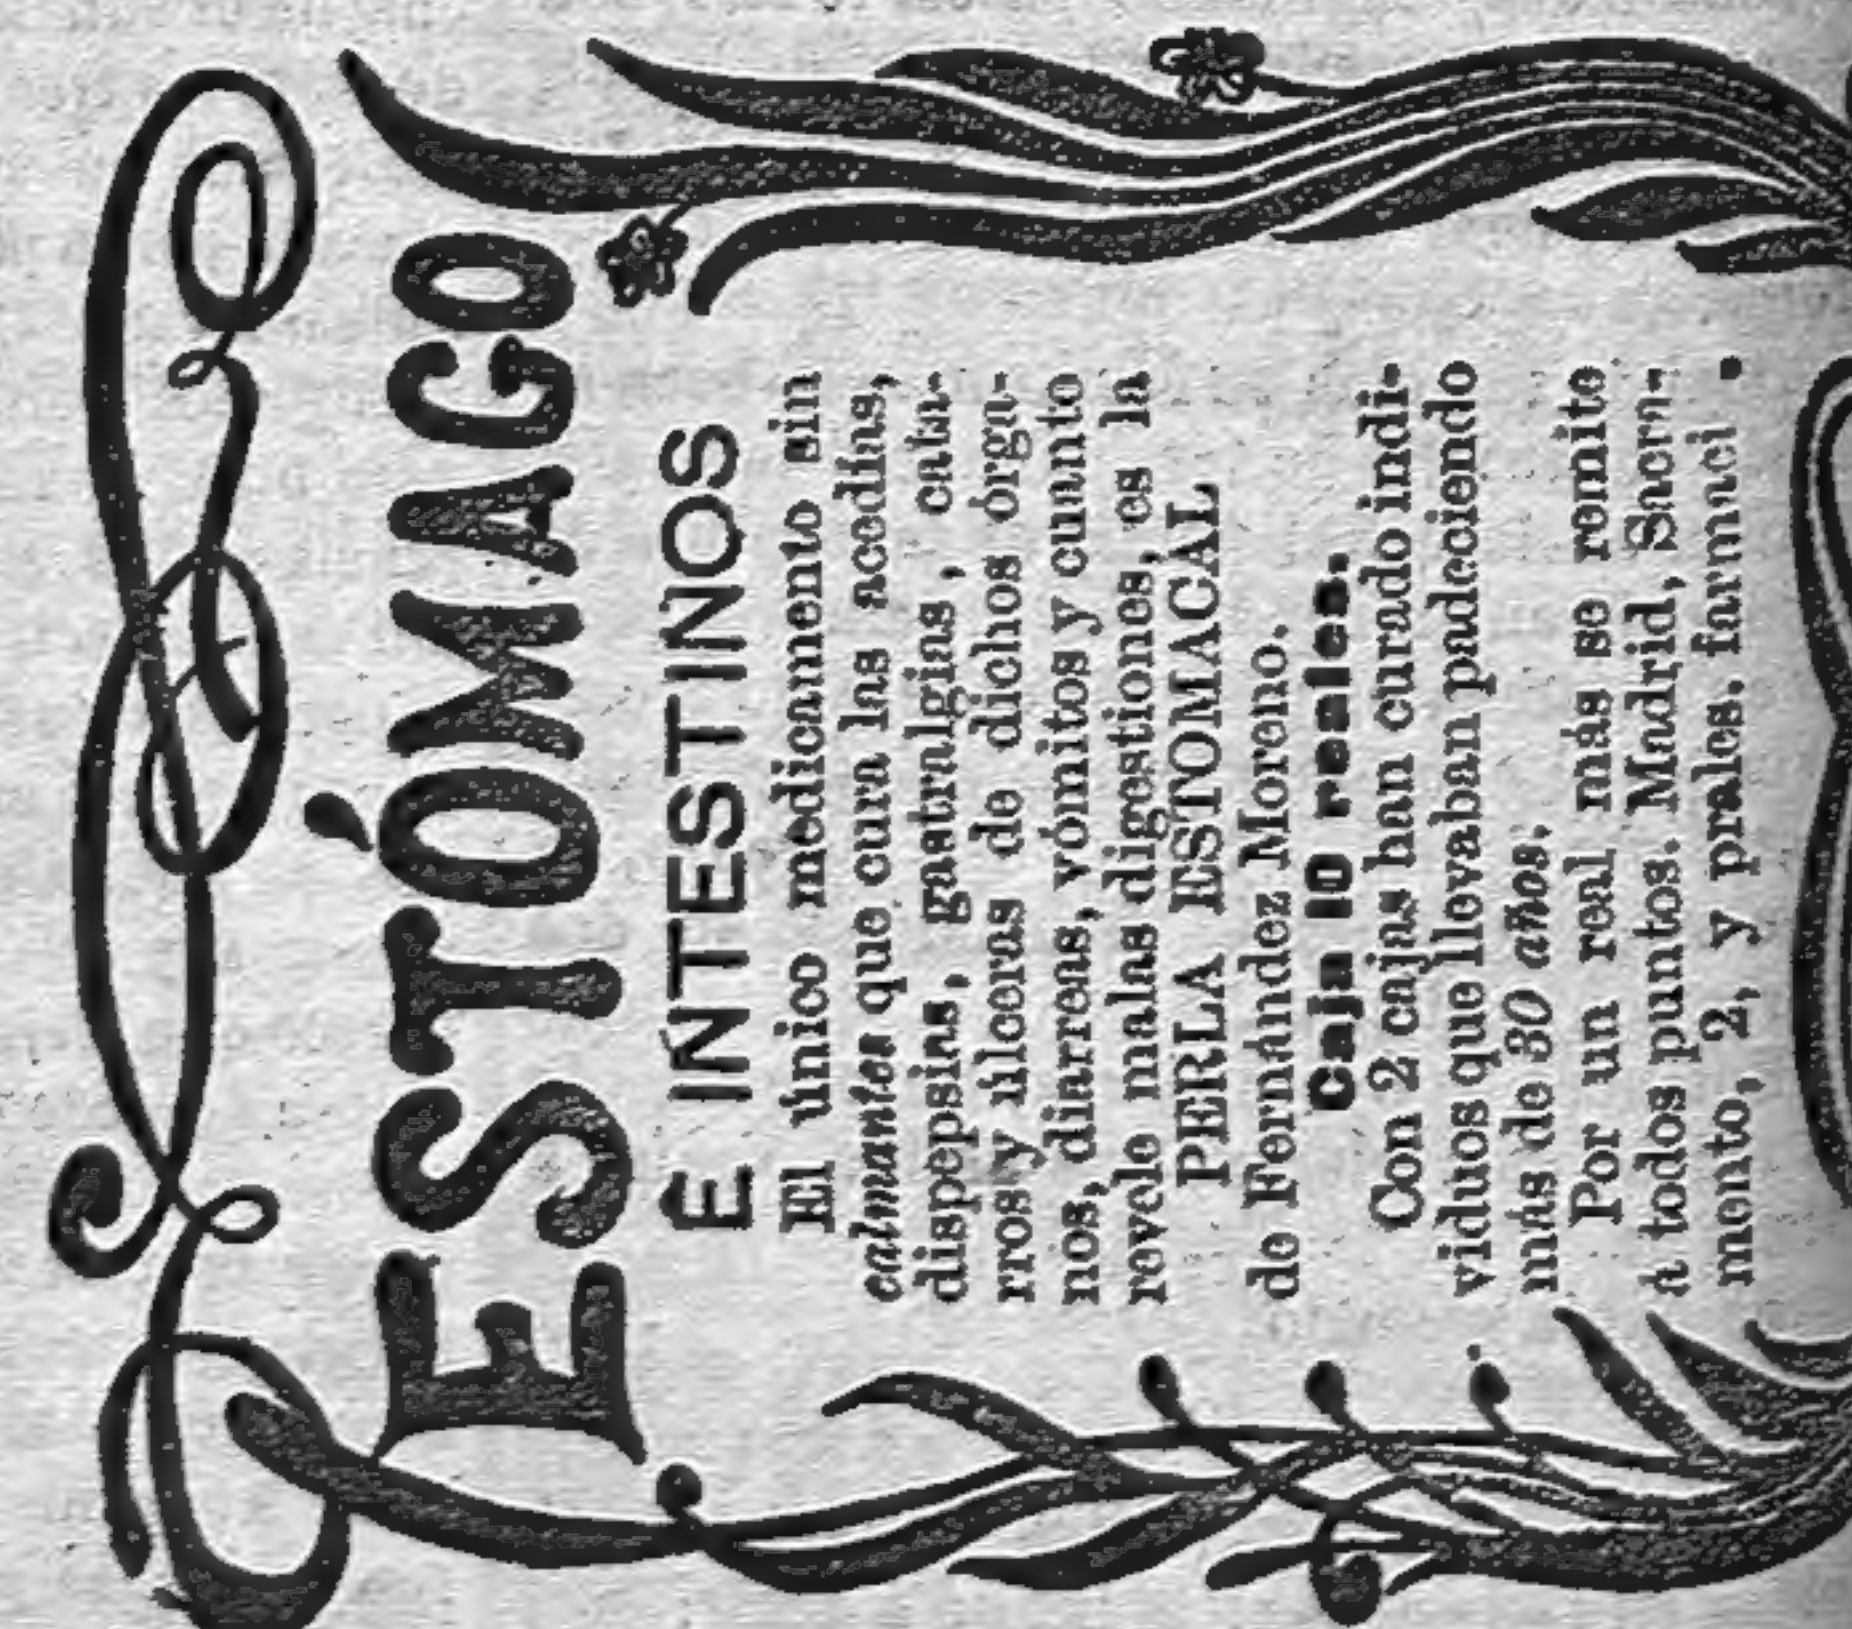 ESTÓMAGO
É INTESTINOS
El único medicamento sin
calmantes que cura las acedías,
dispepsias, gastralgias, cata-
rros y úlceras de dichos órga-
nos, diarreas, vómitos y cuanto
revele malas digestiones, es la
PERLA ESTOMACAL
de Fernández Moreno.
Caja 10 reales.
Con 2 cajas han curado indi-
viduos que llevaban padeciendo
más de 30 años.
Por un real más se remite
á todos puntos. Madrid, Sacra-
mento, 2, y prales. farmaci .